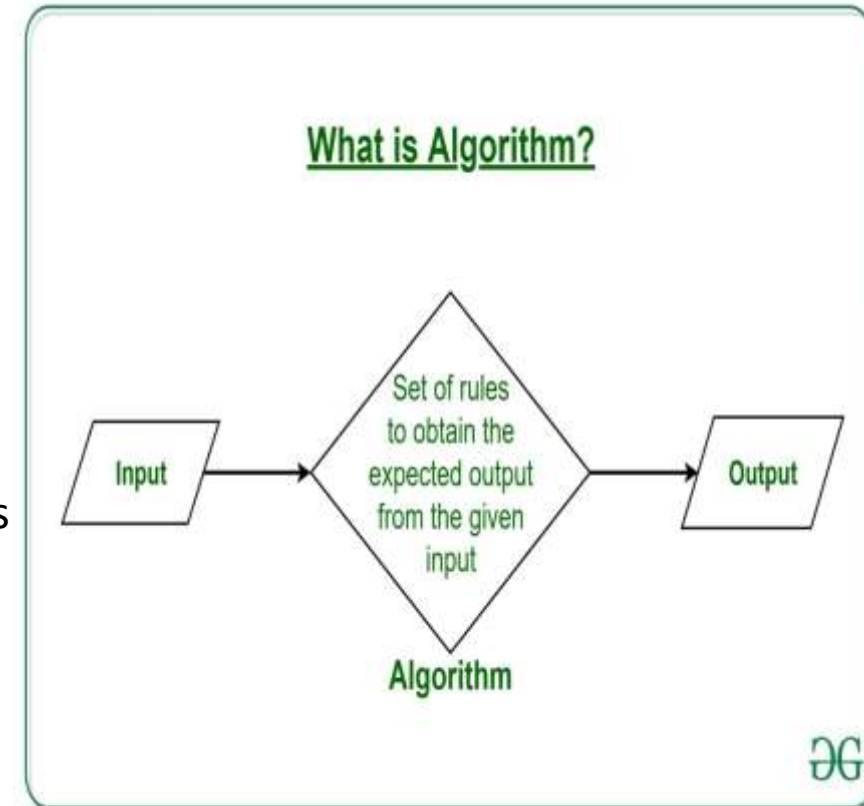 What is Algorithm?
Set of rules
to obtain the
expected output
from the given
input
Input
Output
Algorithm
s